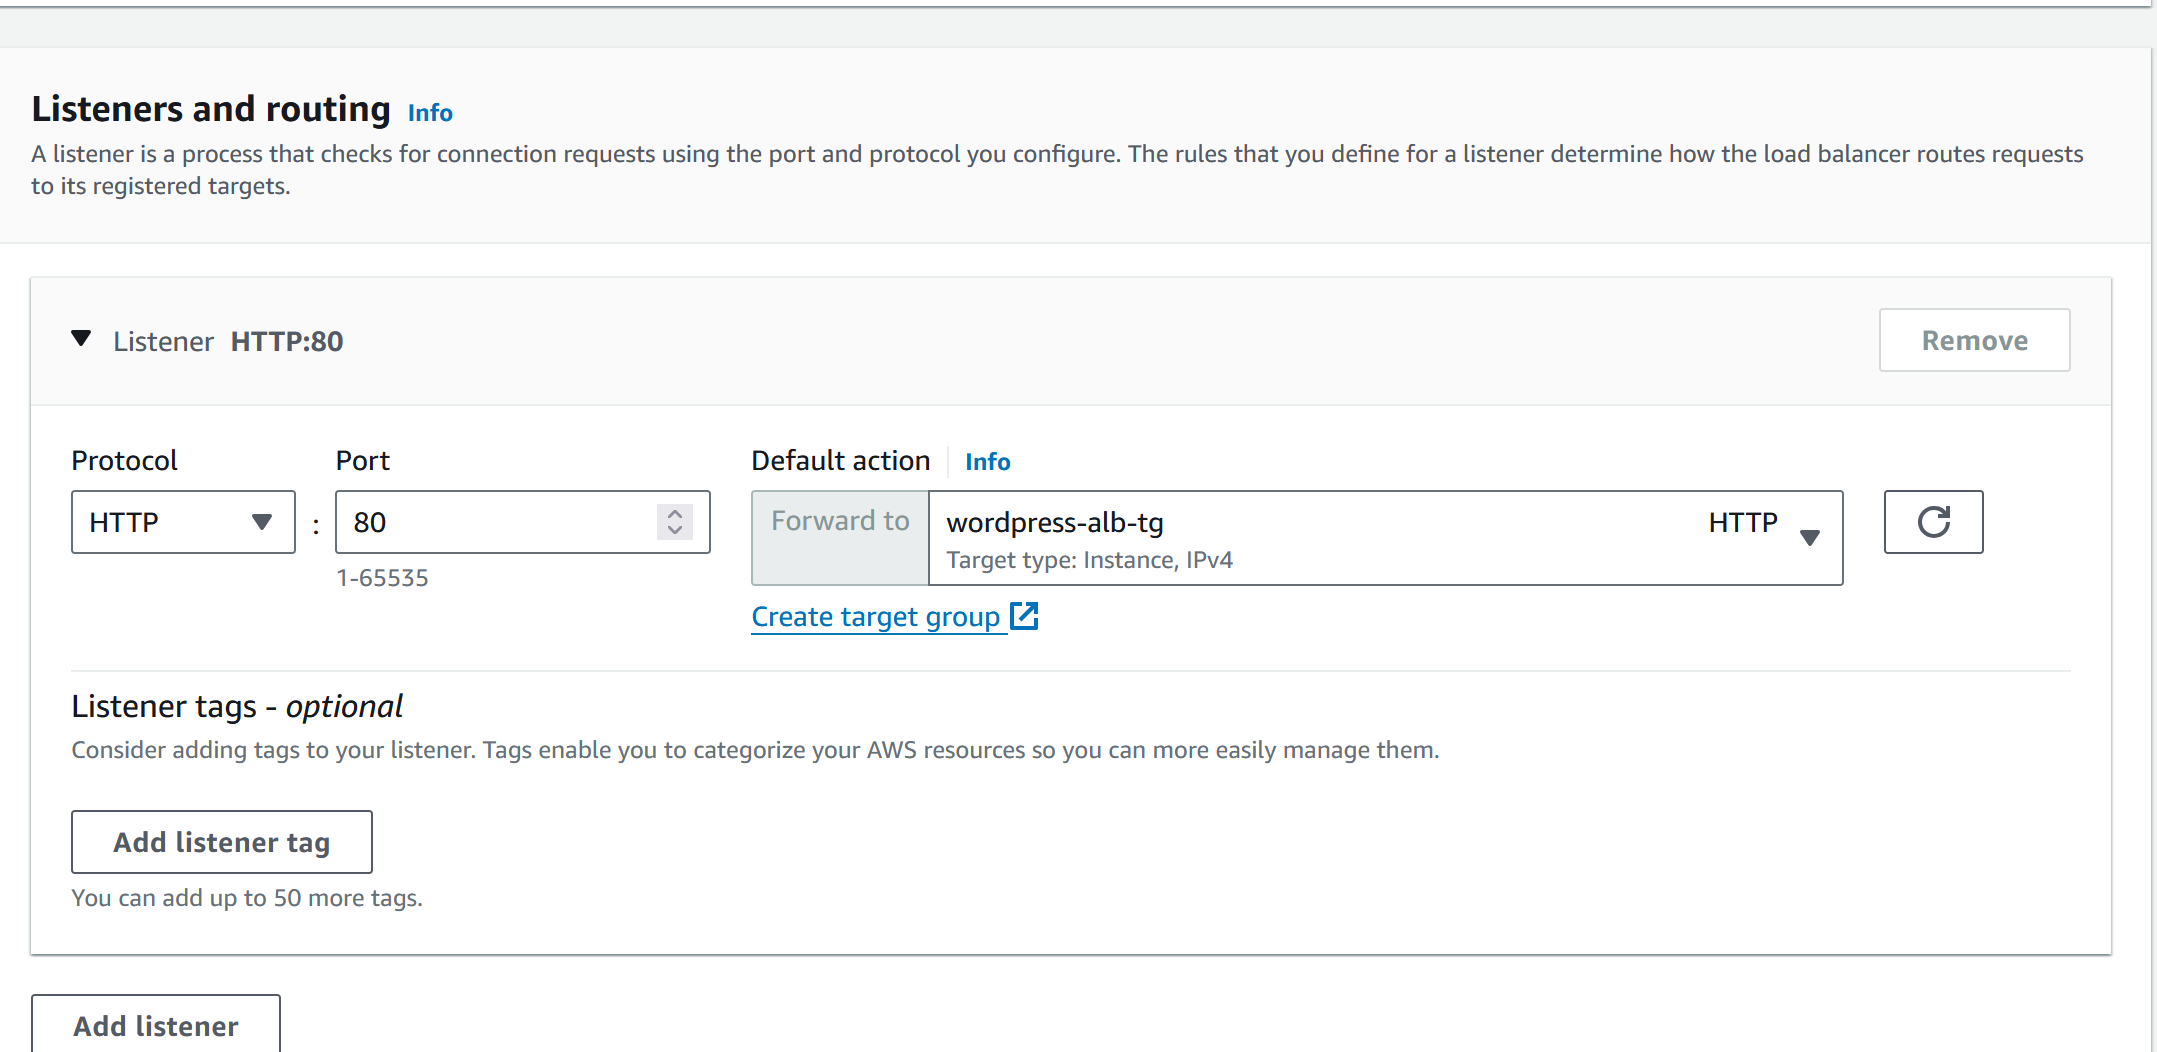 Listeners and routing Info
A listener is a process that checks for connection requests using the port and protocol you configure. The rules that you define for a listener determine how the load balancer routes requests
to its registered targets.
Listener HTTP:80
Remove
Protocol
Port
Default action
Info
HTTP
:
80
1-65535
Forward to
wordpress-alb-tg
HTTP
Target type: Instance, IPv4
Create target group
Listener tags - optional
Consider adding tags to your listener. Tags enable you to categorize your AWS resources so you can more easily manage them.
Add listener tag
You can add up to 50 more tags.
Add listener